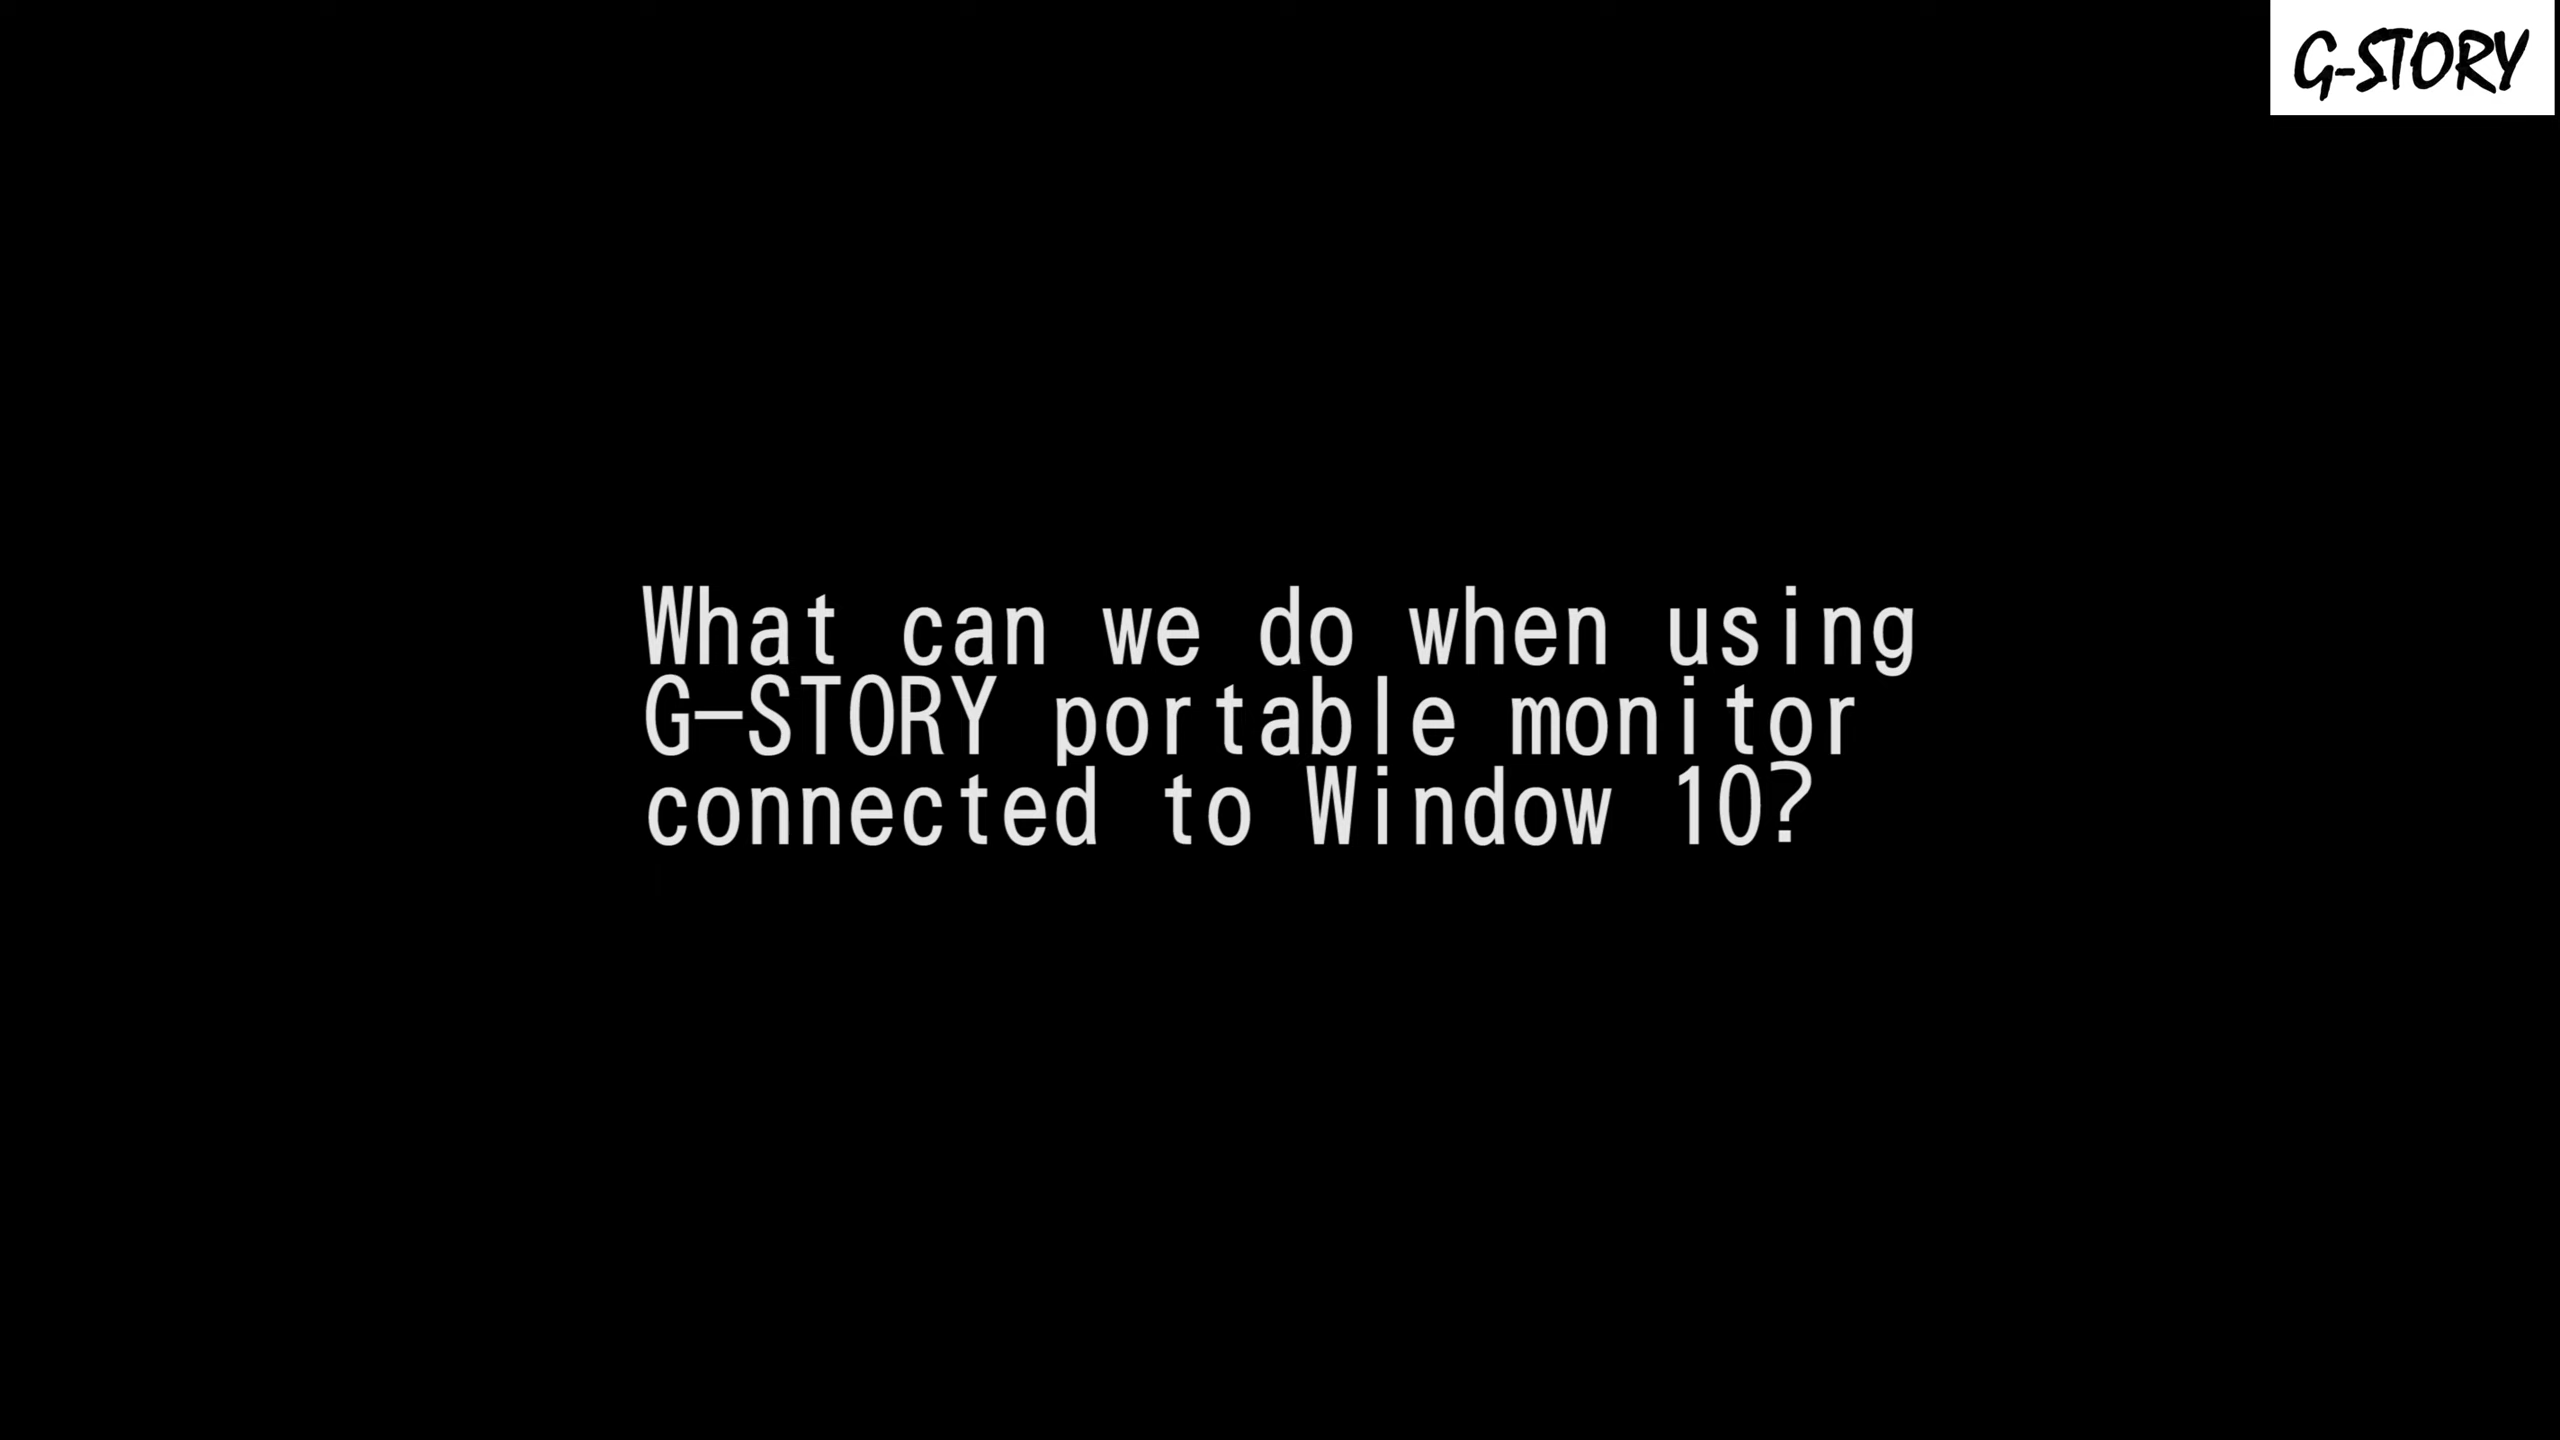 G-STORY
What can we do when using
G—STORY portable monitor
connected to Window 10?